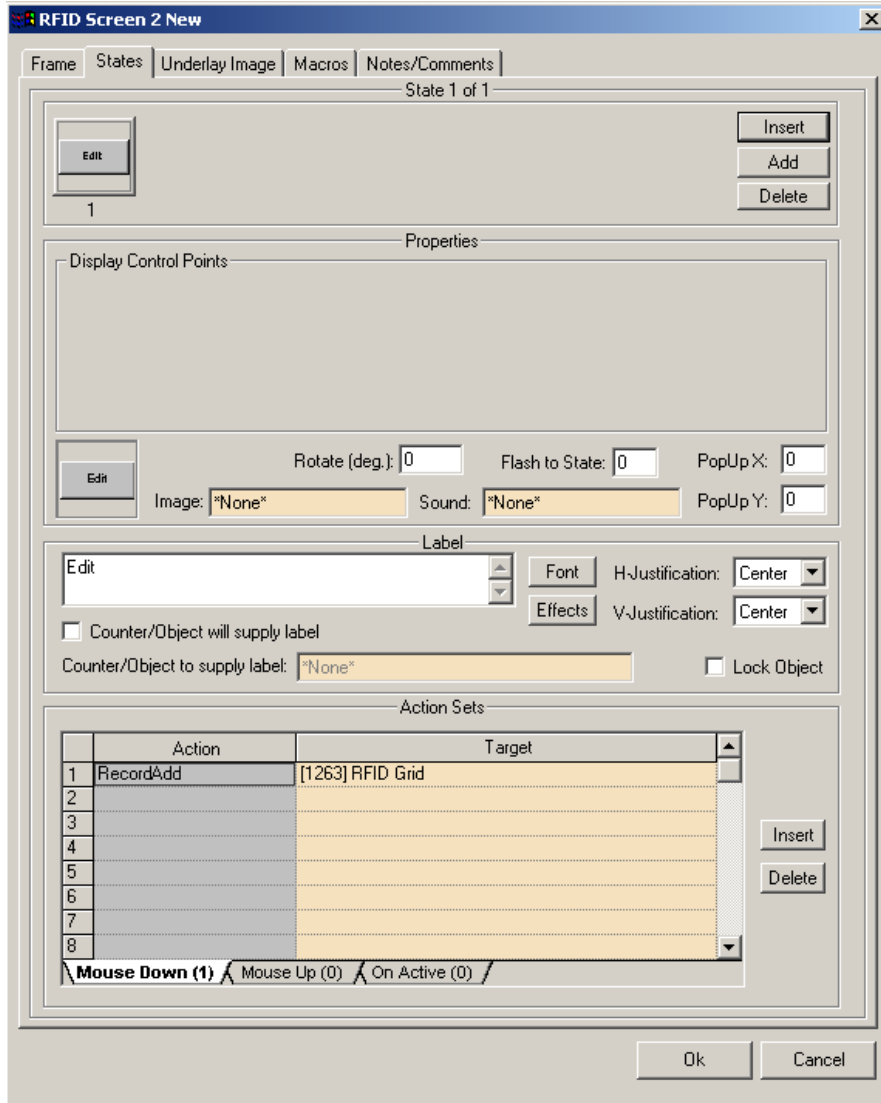 RFID Screen 2 New
Frame States Underlay Image Macros Notes/Comments
State 1 of 1
Edit
1
Insert
Add
Delete
Properties
Display Control Points
Edit
Rotate (deg.): 0 Flash to State: 0 PopUp X: 0
Image: *None* Sound: *None* PopUp Y: 0
Label
Edit
Font H-Justification: Center
Effects V-Justification: Center
Counter/Object will supply label
Counter/Object to supply label: *None* Lock Object
Action Sets
Action Target
1 RecordAdd [1263] RFID Grid
2
3
4
5
6
7
8
Insert
Delete
Mouse Down (1) Mouse Up (0) On Active (0)
Ok Cancel